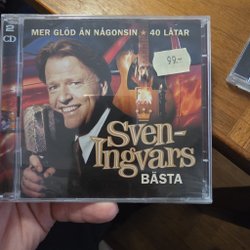 2
CD
MER GLÖD ÄN NÅGONSIN ★ 40 LÅTAR
99:-
Sven-
Ingvars
BÄSTA